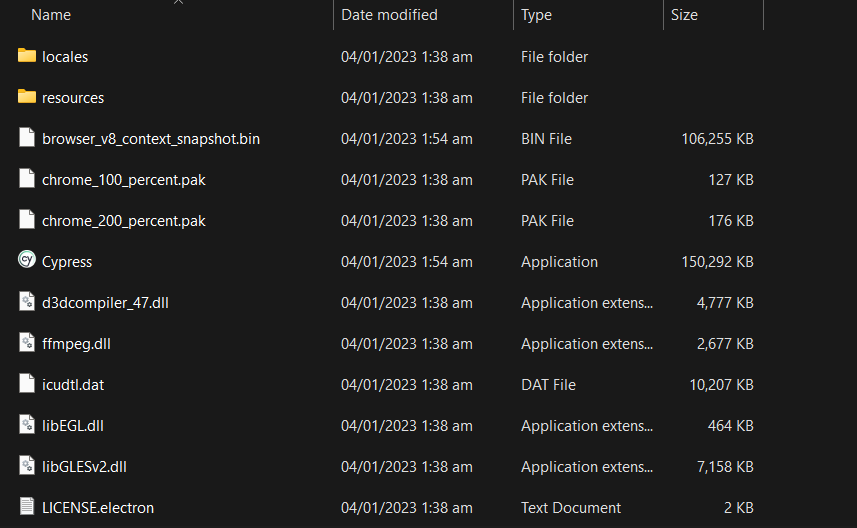 Name Date modified Type Size
locales 04/01/2023 1:38 am File folder
resources 04/01/2023 1:38 am File folder
browser_v8_context_snapshot.bin 04/01/2023 1:54 am BIN File 106,255 KB
chrome_100_percent.pak 04/01/2023 1:38 am PAK File 127 KB
chrome_200_percent.pak 04/01/2023 1:38 am PAK File 176 KB
cy Cypress 04/01/2023 1:54 am Application 150,292 KB
d3dcompiler_47.dll 04/01/2023 1:38 am Application extens... 4,777 KB
ffmpeg.dll 04/01/2023 1:38 am Application extens... 2,677 KB
icudtl.dat 04/01/2023 1:38 am DAT File 10,207 KB
libEGL.dll 04/01/2023 1:38 am Application extens... 464 KB
libGLESv2.dll 04/01/2023 1:38 am Application extens... 7,158 KB
LICENSE.electron 04/01/2023 1:38 am Text Document 2 KB